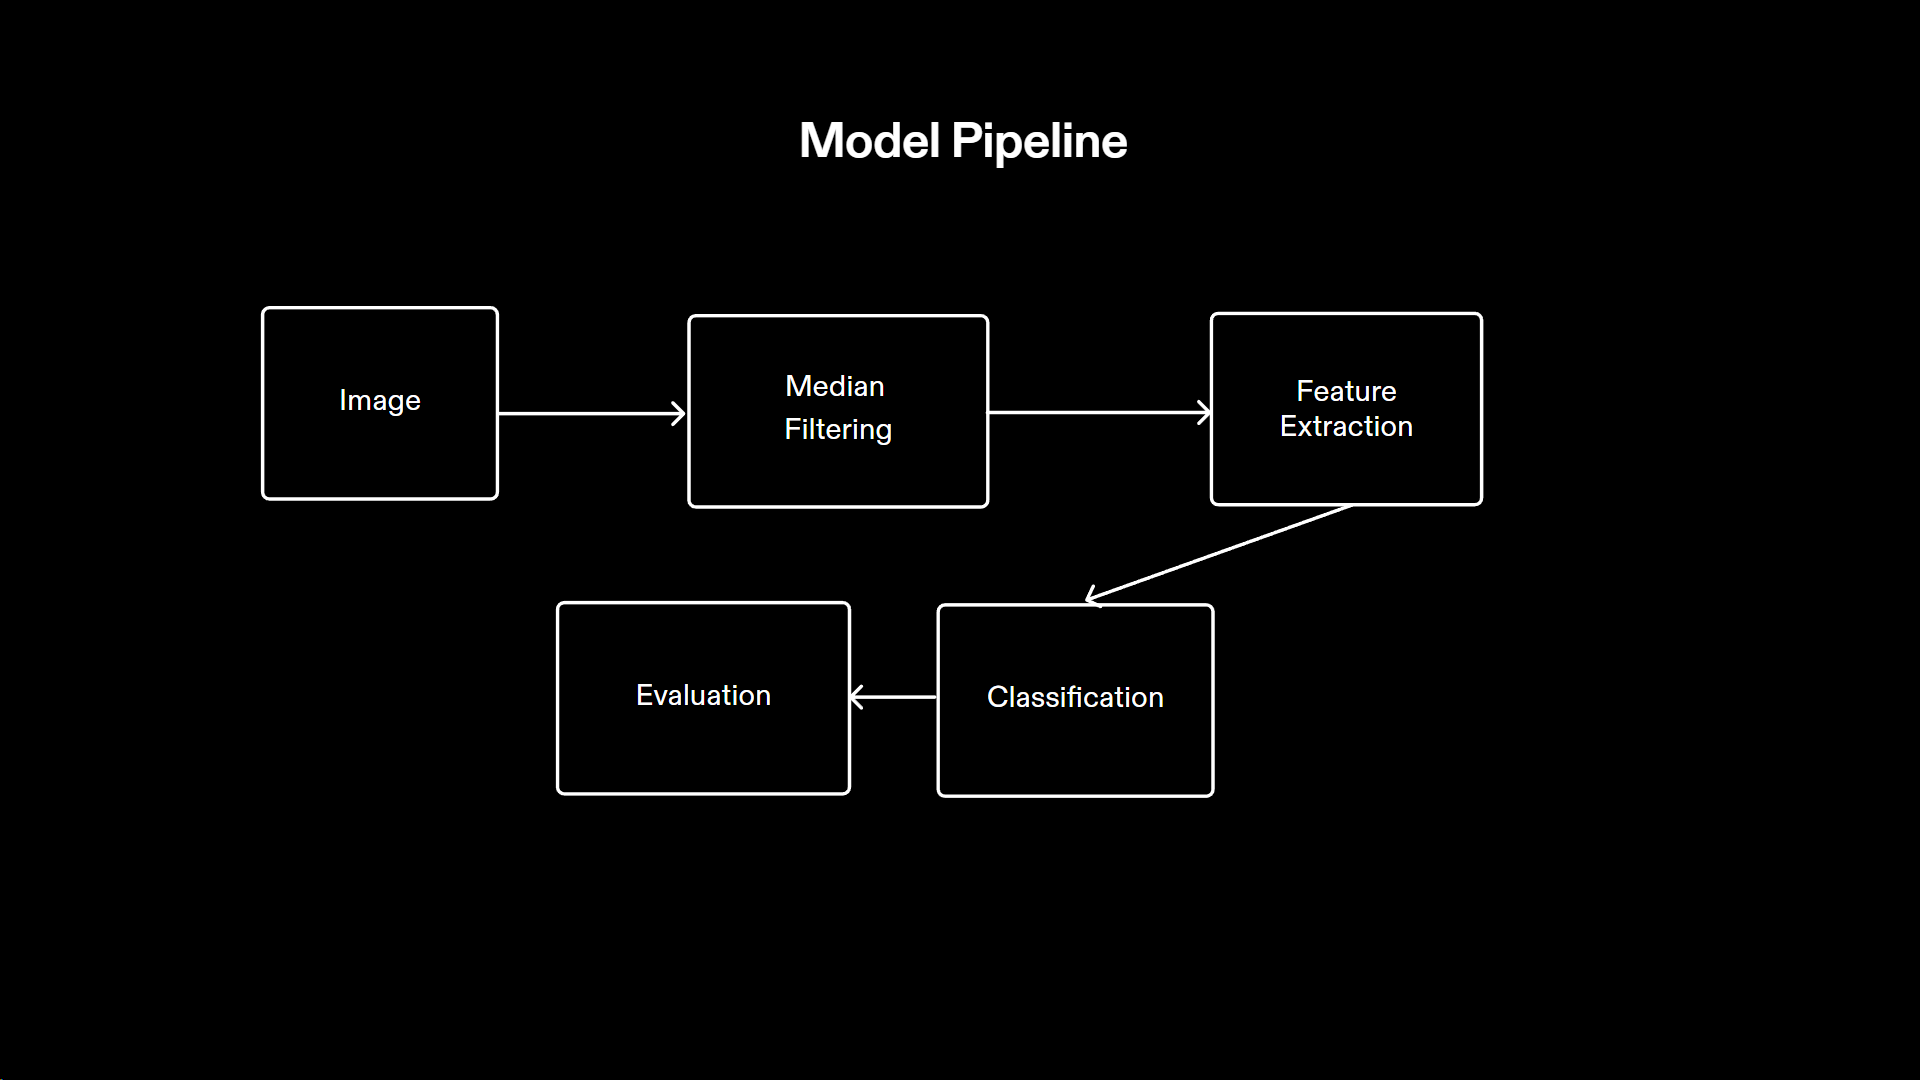 Model Pipeline
Image
Median
Filtering
Feature
Extraction
Classification
Evaluation